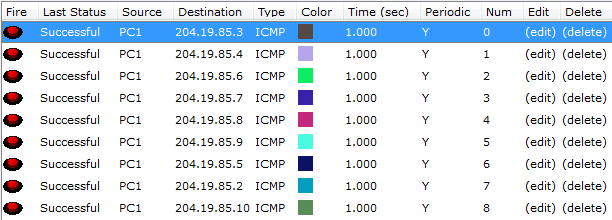 Fire Last Status Source Destination Type Color Time (sec) Periodic Num Edit Delete
Successful PC1 204.19.85.3 ICMP 1.000 Y 0 (edit) (delete)
Successful PC1 204.19.85.4 ICMP 1.000 Y 1 (edit) (delete)
Successful PC1 204.19.85.6 ICMP 1.000 Y 2 (edit) (delete)
Successful PC1 204.19.85.7 ICMP 1.000 Y 3 (edit) (delete)
Successful PC1 204.19.85.8 ICMP 1.000 Y 4 (edit) (delete)
Successful PC1 204.19.85.9 ICMP 1.000 Y 5 (edit) (delete)
Successful PC1 204.19.85.5 ICMP 1.000 Y 6 (edit) (delete)
Successful PC1 204.19.85.2 ICMP 1.000 Y 7 (edit) (delete)
Successful PC1 204.19.85.10 ICMP 1.000 Y 8 (edit) (delete)